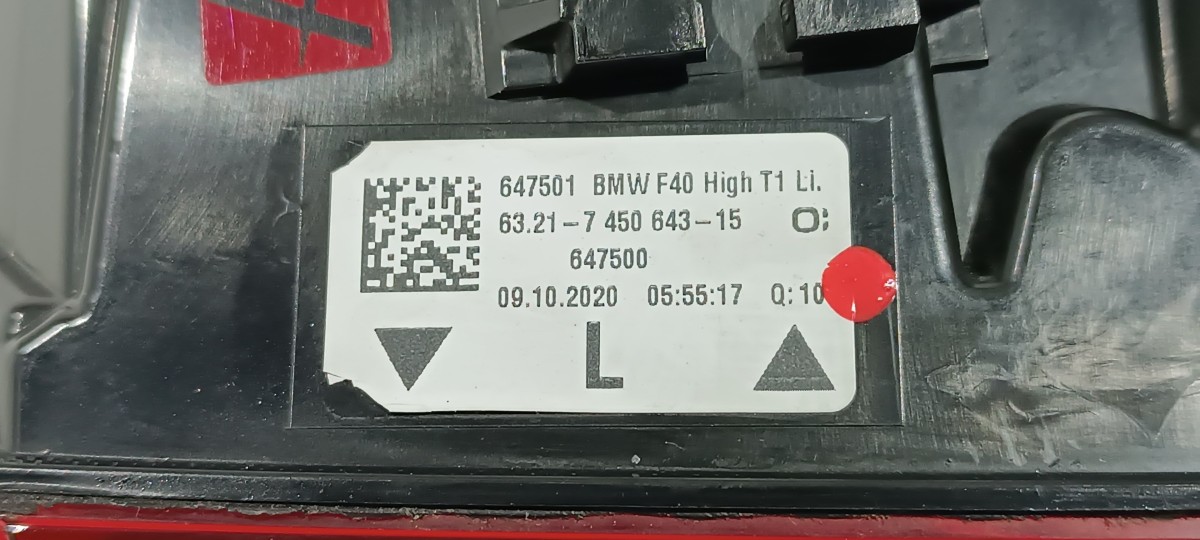 647501 BMW F40 High T1 Li.
63.21-7 450 643-15 O;
647500
09.10.2020 05:55:17 Q:10
L